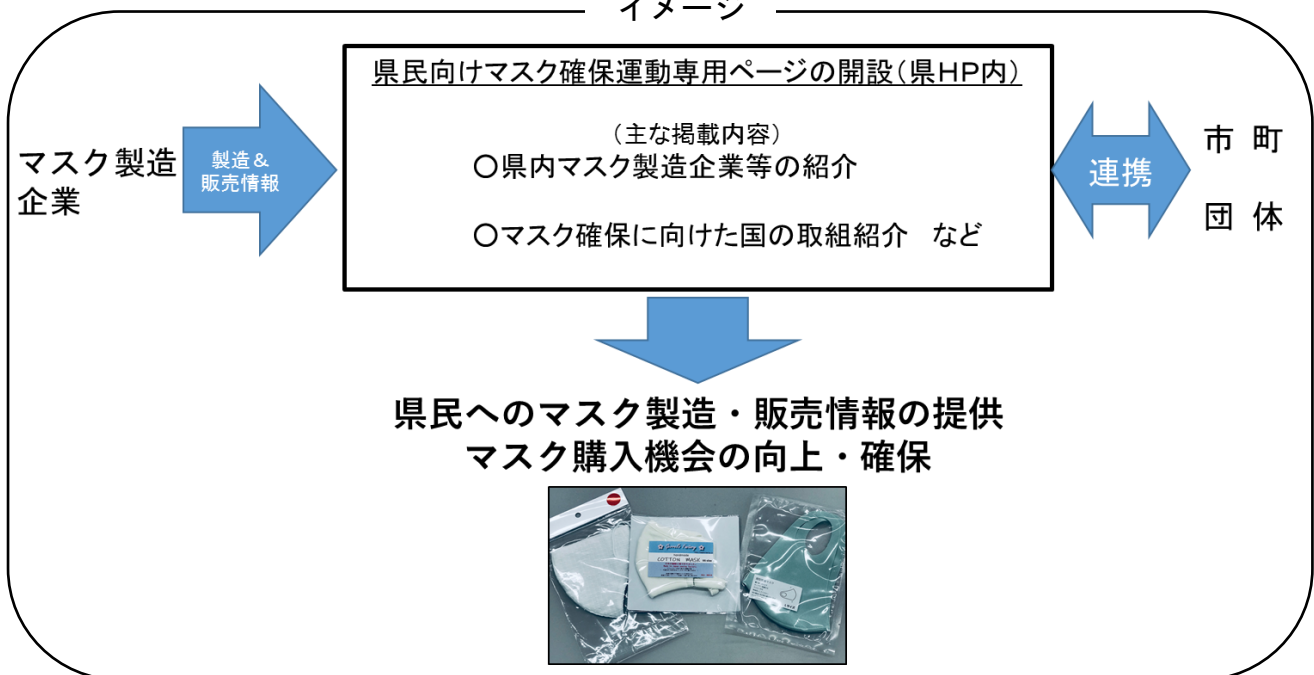 イメージ
県民向けマスク確保運動専用ページの開設(県HP内)
(主な掲載内容)
〇県内マスク製造企業等の紹介
〇マスク確保に向けた国の取組紹介　など
マスク製造
企業
製造&
販売情報
連携
市 町
団 体
県民へのマスク製造・販売情報の提供
マスク購入機会の向上・確保
COTTON MASK